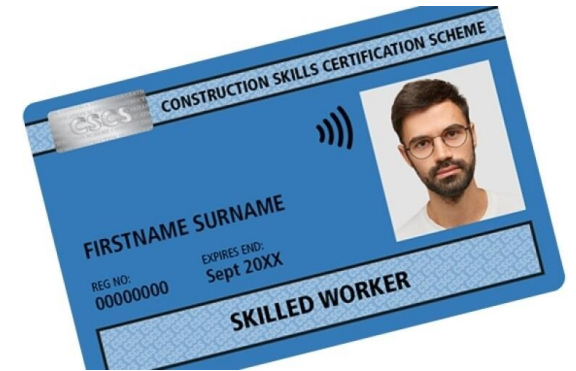 CONSTRUCTION SKILLS CERTIFICATION SCHEME
CSCS
FIRSTNAME SURNAME
REG NO:
00000000
EXPIRES END:
Sept 20XX
SKILLED WORKER